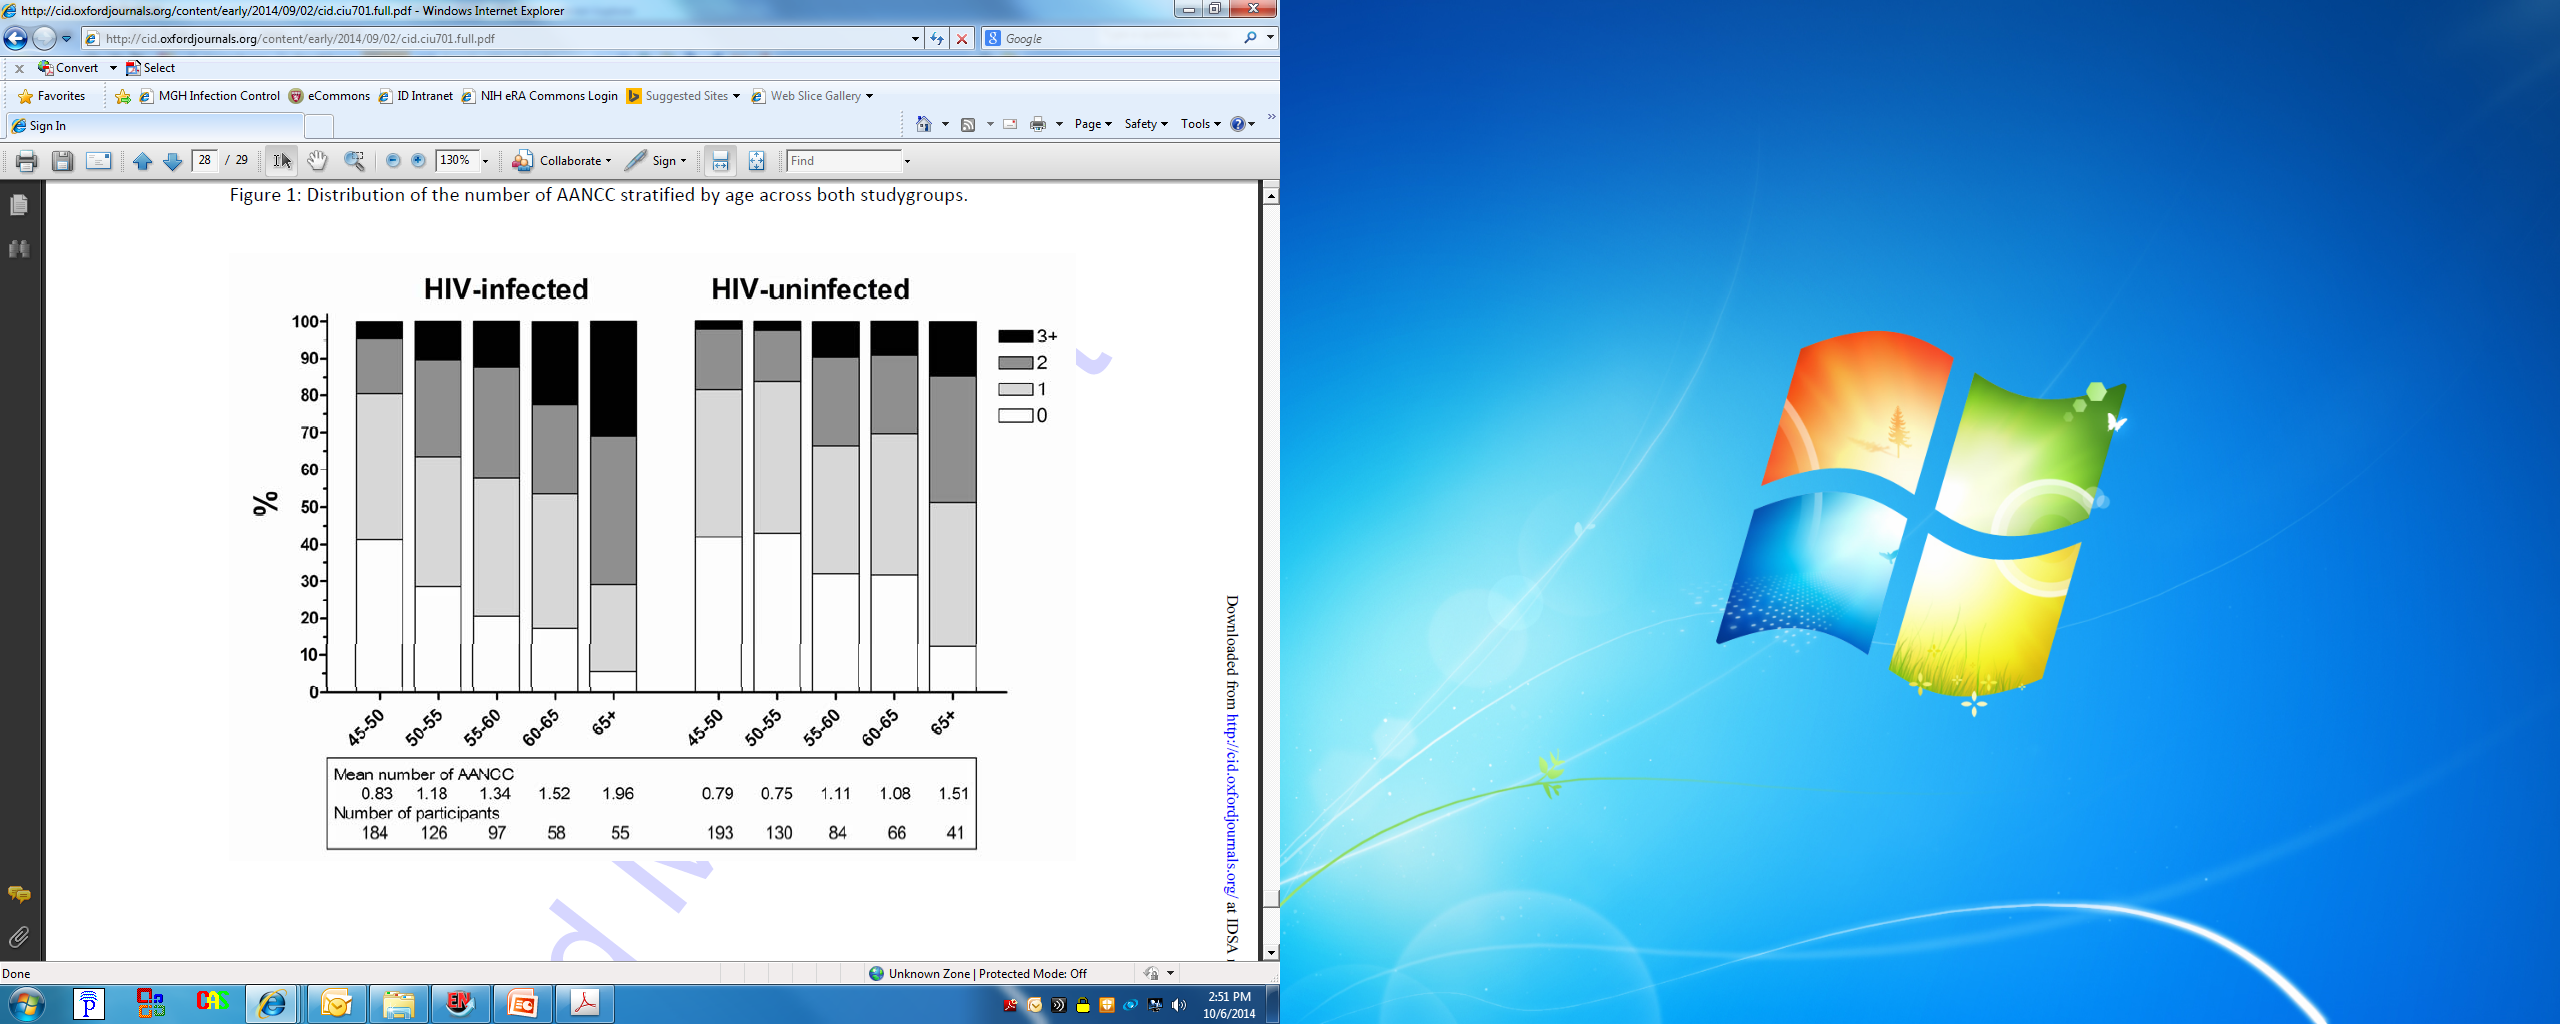 http://cid.oxfordjournals.org/content/early/2014/09/02/cid.ciu701.full.pdf - Windows Internet Explorer
http://cid.oxfordjournals.org/content/early/2014/09/02/cid.ciu701.full.pdf
Google
x Convert Select
Favorites MGH Infection Control eCommons ID Intranet NIH eRA Commons Login Suggested Sites Web Slice Gallery
Sign In
Page Safety Tools
28 / 29 130% Collaborate Sign Find
Figure 1: Distribution of the number of AANCC stratified by age across both studygroups.
HIV-infected HIV-uninfected
100
90
80
70
60
50
40
30
20
10
0
%
3+
2
1
0
45-50 50-55 55-60 60-65 65+ 45-50 50-55 55-60 60-65 65+
Mean number of AANCC
0.83 1.18 1.34 1.52 1.96 0.79 0.75 1.11 1.08 1.51
Number of participants
184 126 97 58 55 193 130 84 66 41
Downloaded from http://cid.oxfordjournals.org/ at IDSA
Done Unknown Zone | Protected Mode: Off
CAS EN
2:51 PM
10/6/2014